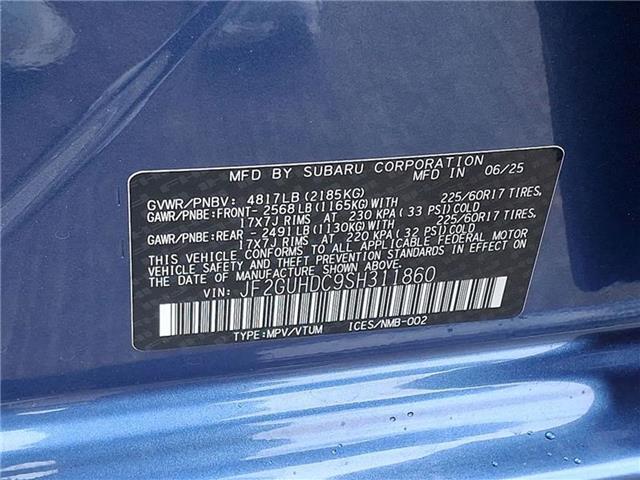 MFD BY SUBARU CORPORATION MFD IN 06/25
GVWR/PNBV: 4817LB (2185KG)
GAWR/PNBE:FRONT- 2568LB (1165KG) WITH 225/60R17 TIRES,
17X7J RIMS AT 230 KPA (33 PSI) COLD
GAWR/PNBE:REAR - 2491LB (1130KG) WITH 225/60R17 TIRES,
17X7J RIMS AT 220 KPA (32 PSI) COLD
THIS VEHICLE CONFORMS TO ALL APPLICABLE FEDERAL MOTOR
VEHICLE SAFETY, BUMPER, AND THEFT PREVENTION
STANDARDS IN EFFECT ON THE DATE OF
MANUFACTURE SHOWN ABOVE.
VIN: JF2GUHDC9SH311860
TYPE:MPV/VTUM ICES/NMB-002